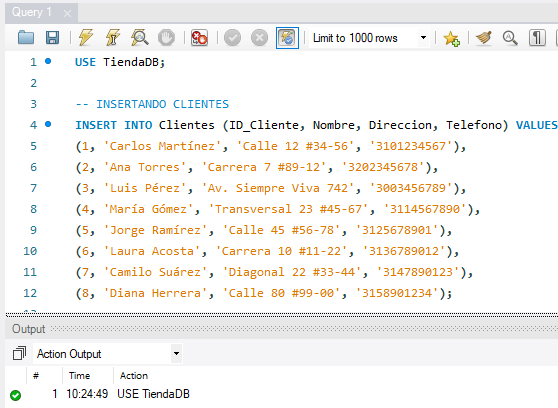 Query 1
Limit to 1000 rows
1 USE TiendaDB;
2
3 -- INSERTANDO CLIENTES
4 INSERT INTO Clientes (ID_Cliente, Nombre, Direccion, Telefono) VALUES
5 (1, 'Carlos Martínez', 'Calle 12 #34-56', '3101234567'),
6 (2, 'Ana Torres', 'Carrera 7 #89-12', '3202345678'),
7 (3, 'Luis Pérez', 'Av. Siempre Viva 742', '3003456789'),
8 (4, 'María Gómez', 'Transversal 23 #45-67', '3114567890'),
9 (5, 'Jorge Ramírez', 'Calle 45 #56-78', '3125678901'),
10 (6, 'Laura Acosta', 'Carrera 10 #11-22', '3136789012'),
11 (7, 'Camilo Suárez', 'Diagonal 22 #33-44', '3147890123'),
12 (8, 'Diana Herrera', 'Calle 80 #99-00', '3158901234');
Output
Action Output
# Time Action
1 10:24:49 USE TiendaDB